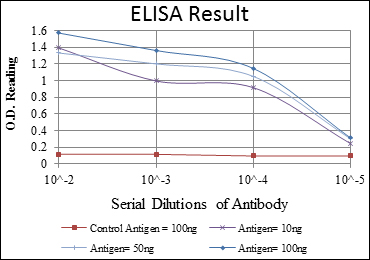 ELISA Result
1.6
1.4
1.2
1
0.8
0.6
0.4
0.2
0
O.D. Reading
10^-2 10^-3 10^-4 10^-5
Serial Dilutions of Antibody
Control Antigen = 100ng Antigen= 10ng
Antigen= 50ng Antigen= 100ng